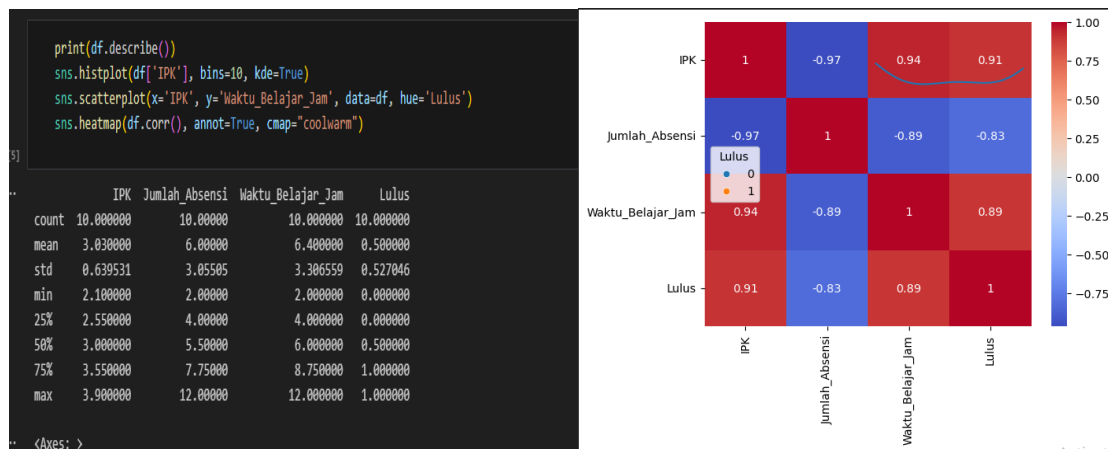 print(df.describe())
sns.histplot(df['IPK'], bins=10, kde=True)
sns.scatterplot(x='IPK', y='Waktu_Belajar_Jam', data=df, hue='Lulus')
sns.heatmap(df.corr(), annot=True, cmap="coolwarm")
[5]
IPK Jumlah_Absensi Waktu_Belajar_Jam Lulus
count 10.000000 10.00000 10.000000 10.000000
mean 3.030000 6.00000 6.400000 0.500000
std 0.639531 3.05505 3.306559 0.527046
min 2.100000 2.00000 2.000000 0.000000
25% 2.550000 4.00000 4.000000 0.000000
50% 3.000000 5.50000 6.000000 0.500000
75% 3.550000 7.75000 8.750000 1.000000
max 3.900000 12.00000 12.000000 1.000000
<Axes: >
IPK 1 -0.97 0.94 0.91
Jumlah_Absensi -0.97 1 -0.89 -0.83
Lulus
0
1
Waktu_Belajar_Jam 0.94 -0.89 1 0.89
Lulus 0.91 -0.83 0.89 1
IPK
Jumlah_Absensi
Waktu_Belajar_Jam
Lulus
1.00
0.75
0.50
0.25
0.00
-0.25
-0.50
-0.75